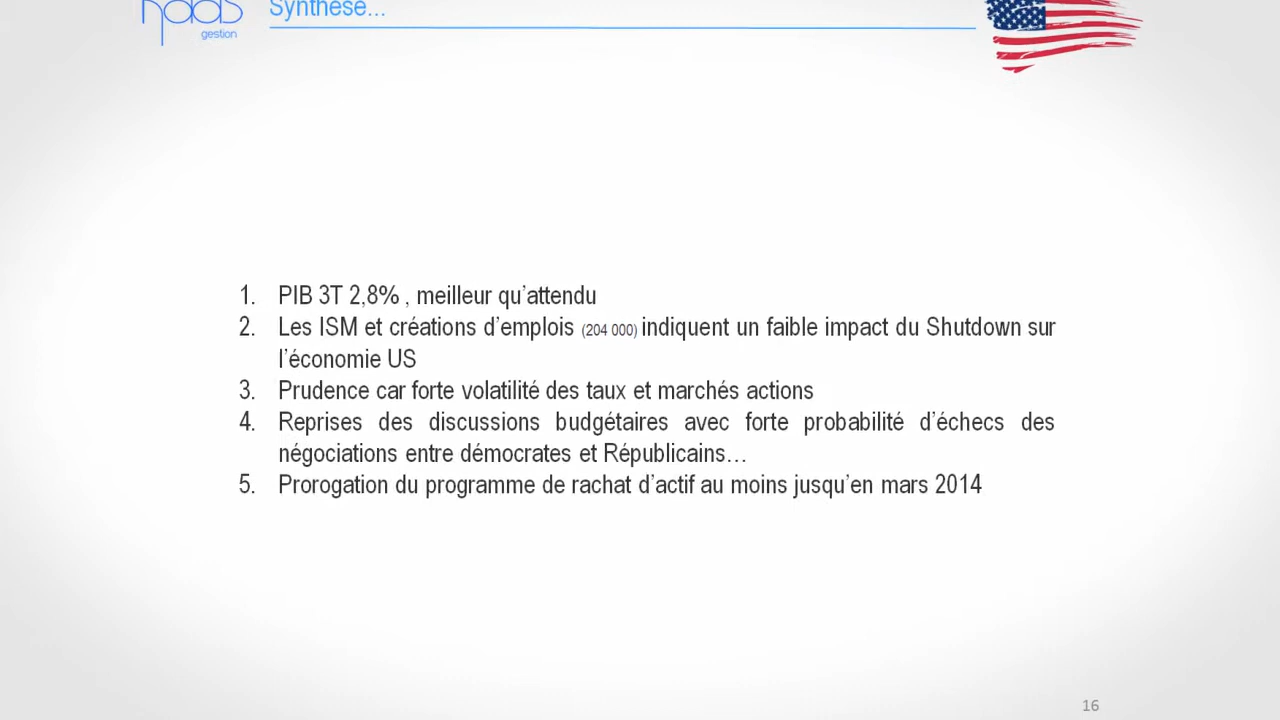 haas
gestion
Synthèse...
1. PIB 3T 2,8% , meilleur qu’attendu
2. Les ISM et créations d’emplois (204 000) indiquent un faible impact du Shutdown sur
l’économie US
3. Prudence car forte volatilité des taux et marchés actions
4. Reprises des discussions budgétaires avec forte probabilité d’échecs des
négociations entre démocrates et Républicains…
5. Prorogation du programme de rachat d’actif au moins jusqu’en mars 2014
16